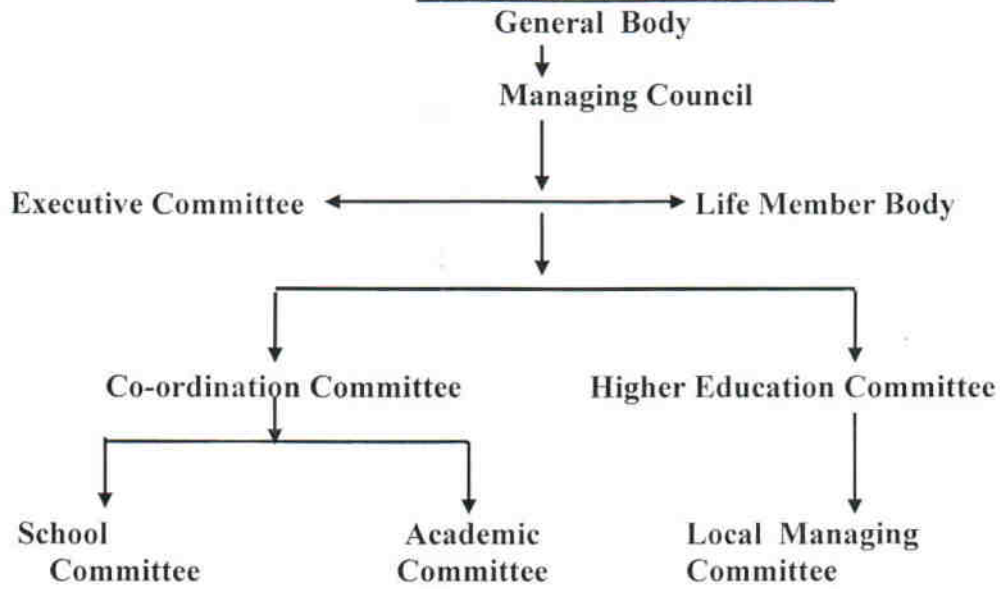 General Body
Managing Council
Executive Committee
Life Member Body
Co-ordination Committee
Higher Education Committee
School
Committee
Academic
Committee
Local Managing
Committee